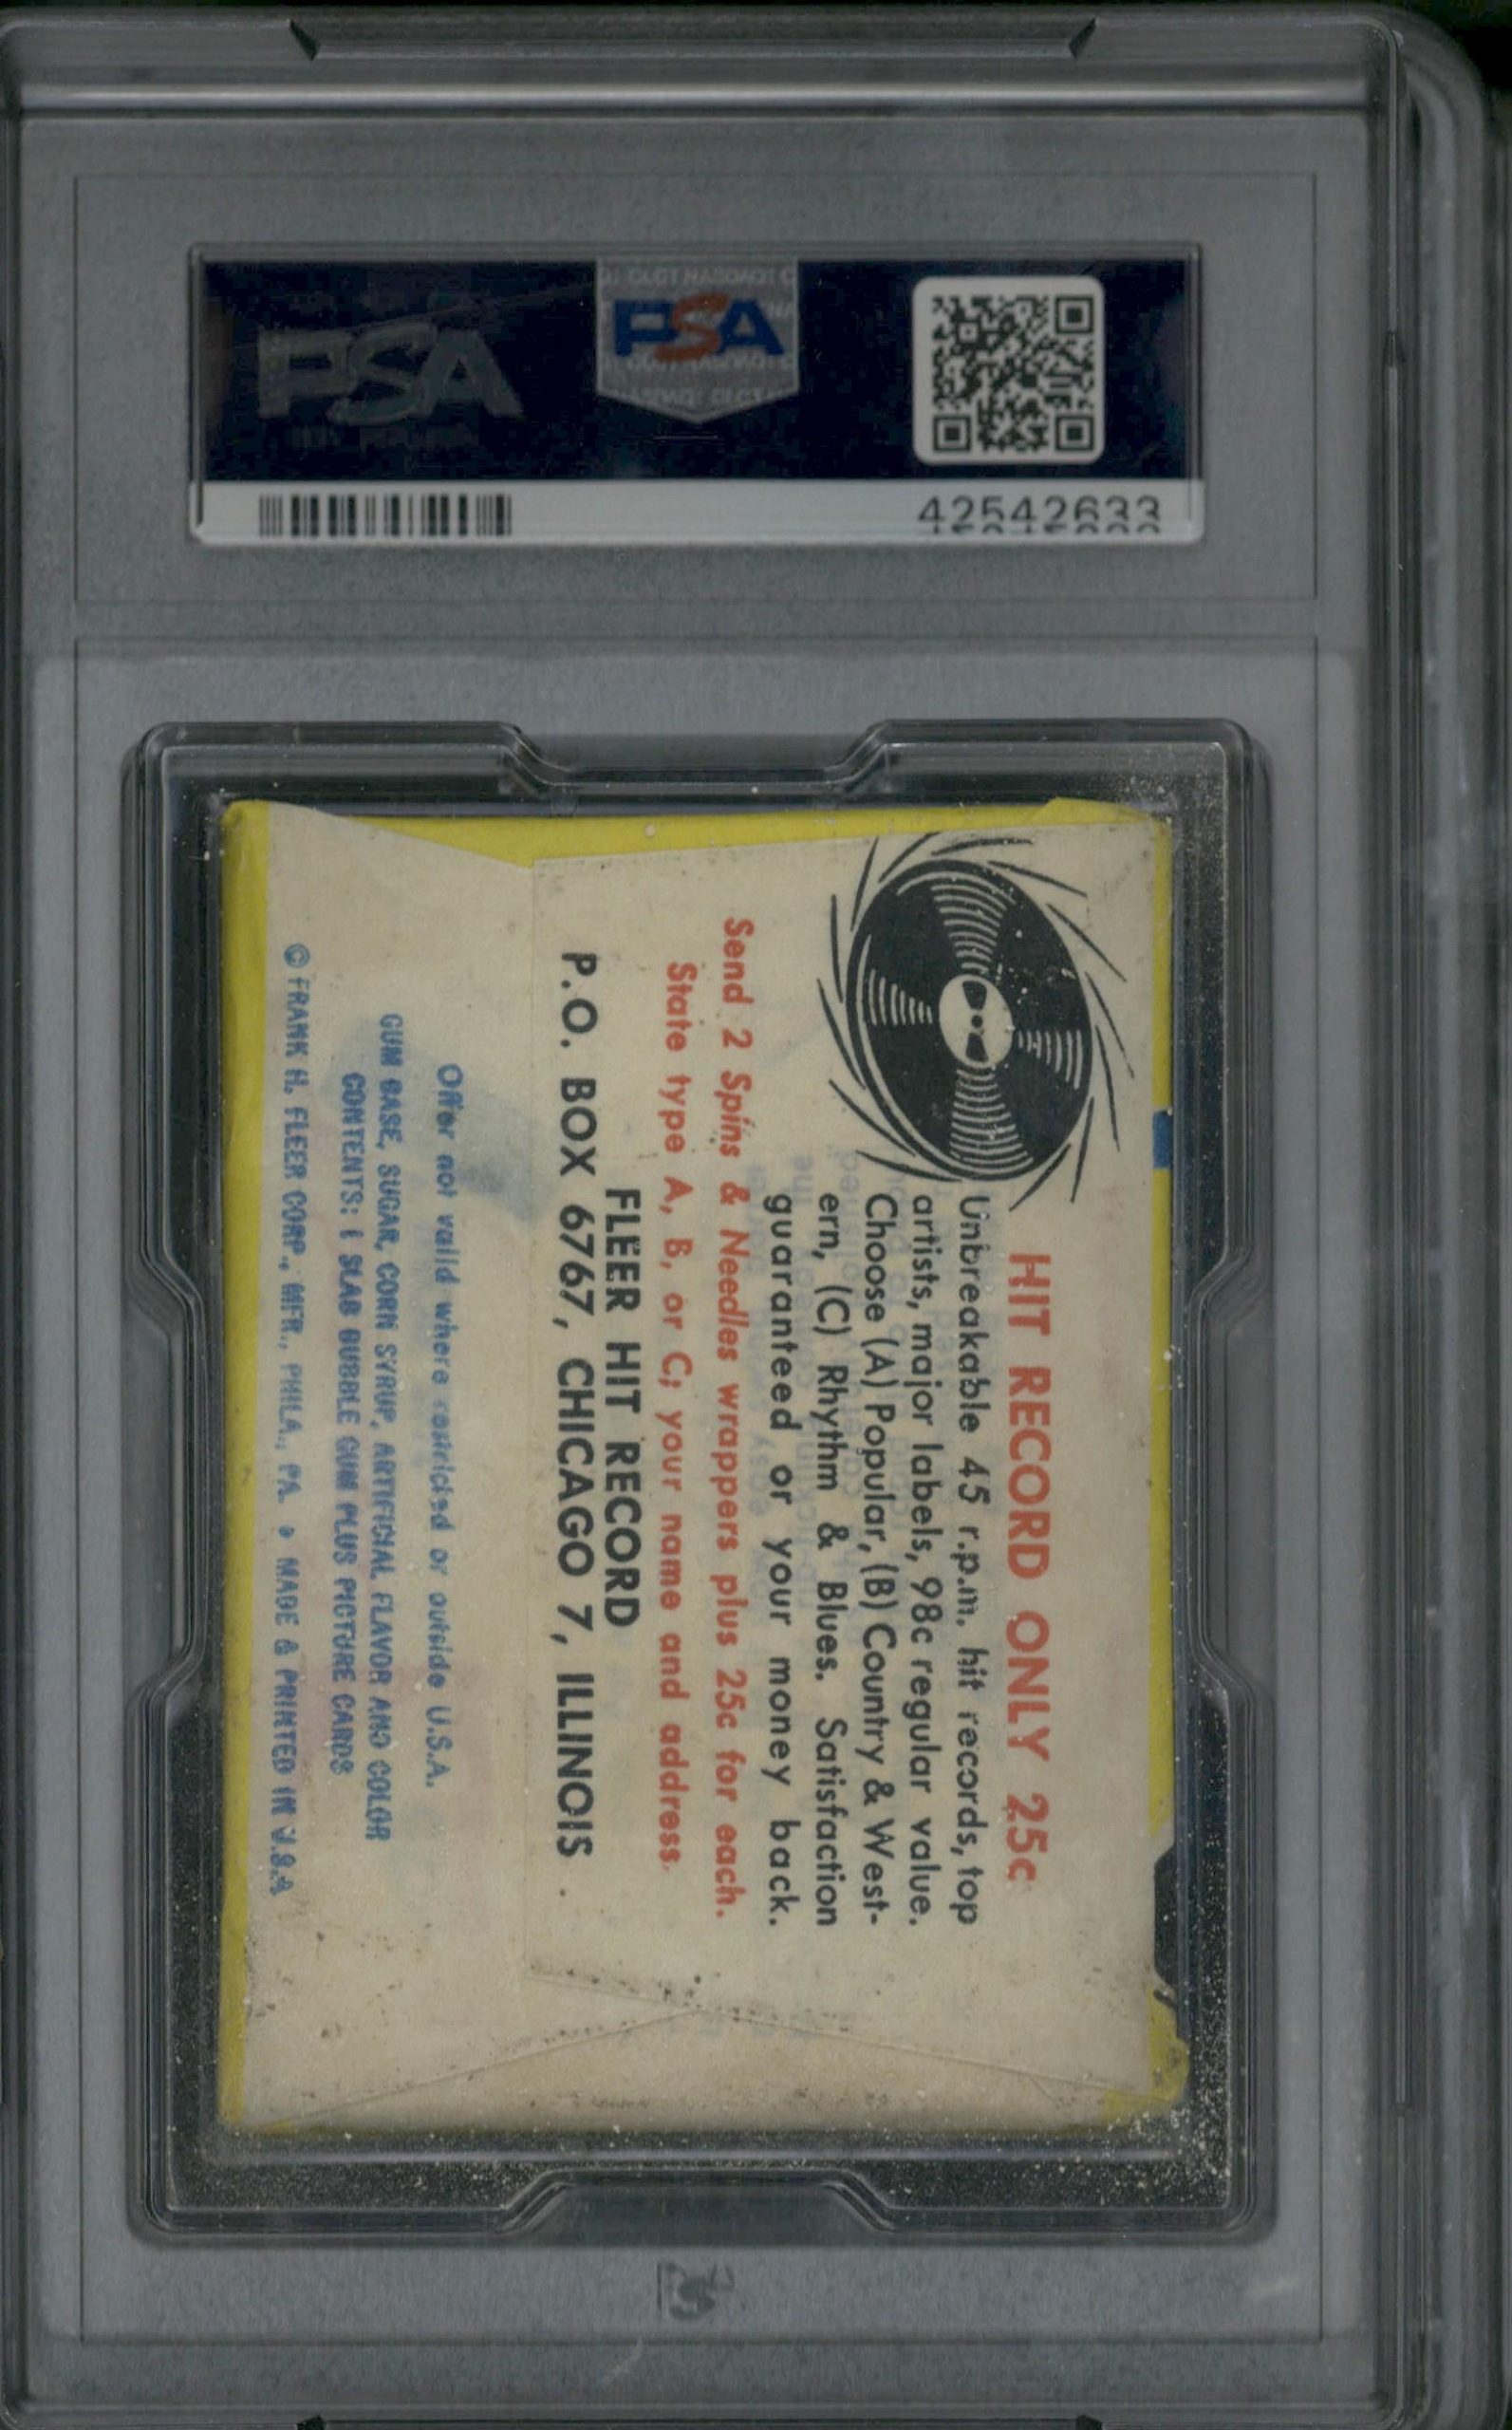 PSA
PSA
42542633
HIT RECORD ONLY 25c
Unbreakable 45 r.p.m. hit records, top
artists, major labels, 98c regular value.
Choose (A) Popular, (B) Country & West-
ern, (C) Rhythm & Blues. Satisfaction
guaranteed or your money back.
Send 2 Spins & Needles wrappers plus 25c for each.
State type A, B, or C; your name and address.
FLEER HIT RECORD
P.O. BOX 6767, CHICAGO 7, ILLINOIS
Offer not valid where restricted or outside U.S.A.
GUM BASE, SUGAR, CORN SYRUP, ARTIFICIAL FLAVOR AND COLOR
CONTENTS: 1 SLAB BUBBLE GUM PLUS PICTURE CARDS
© FRANK H. FLEER CORP., MFR., PHILA., PA. • MADE & PRINTED IN U.S.A